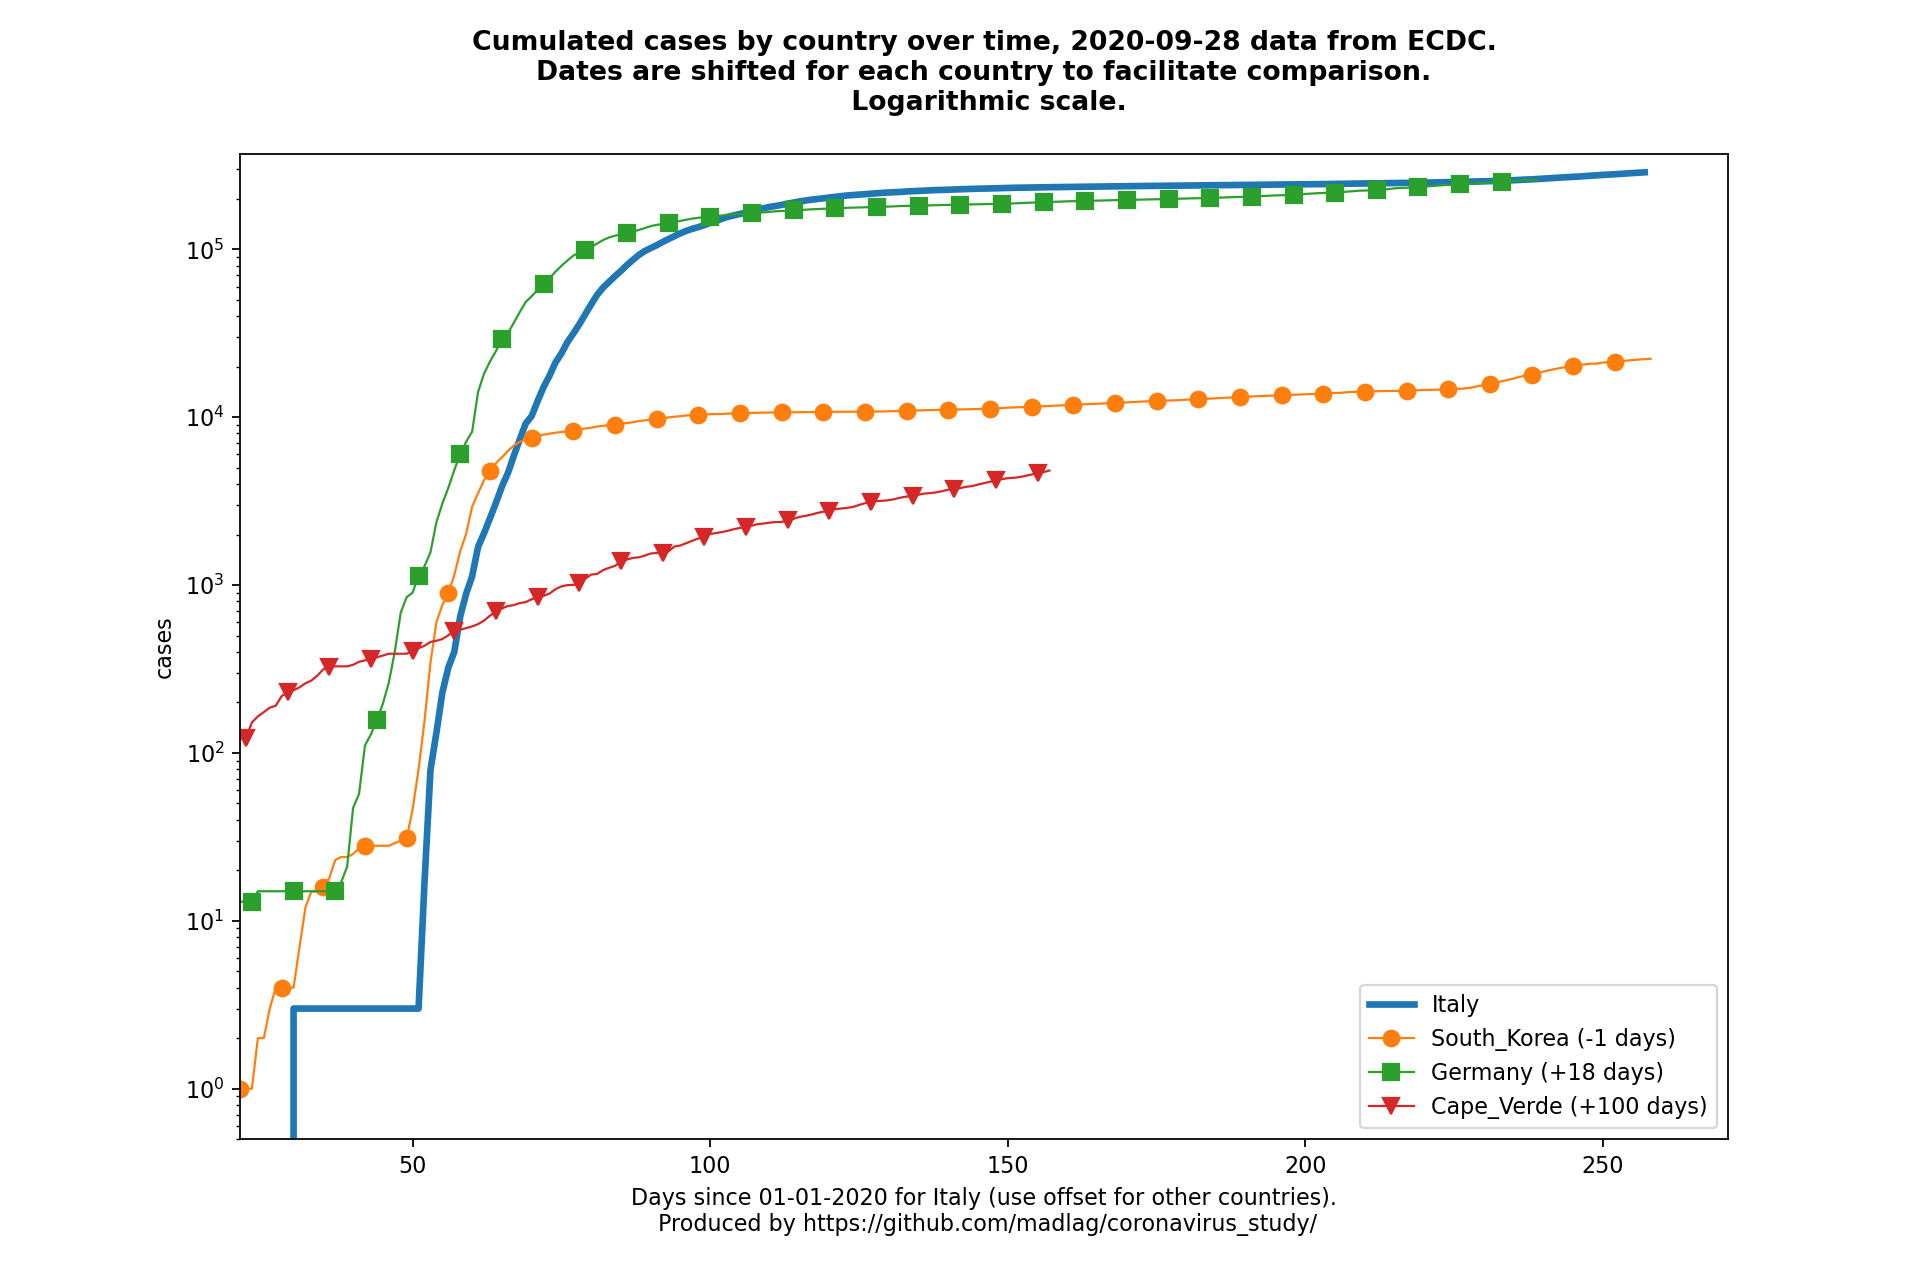 Cumulated cases by country over time, 2020-09-28 data from ECDC.
Dates are shifted for each country to facilitate comparison.
Logarithmic scale.
10^5
10^4
10^3
10^2
10^1
10^0
cases
50
100
150
200
250
Italy
South_Korea (-1 days)
Germany (+18 days)
Cape_Verde (+100 days)
Days since 01-01-2020 for Italy (use offset for other countries).
Produced by https://github.com/madlag/coronavirus_study/